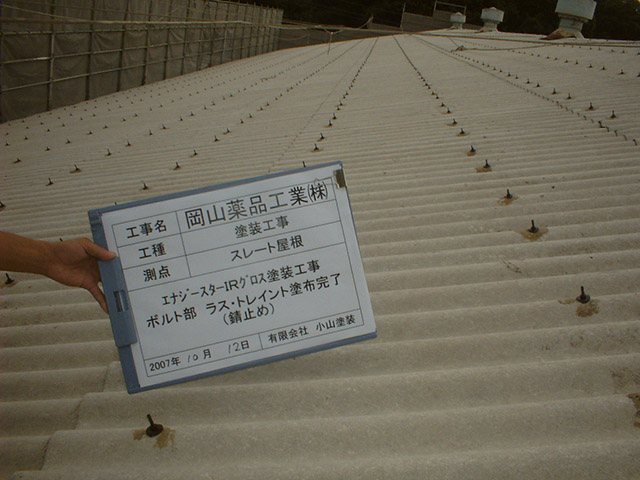 工事名 岡山薬品工業㈱
工種 塗装工事
測点 スレート屋根
エナジースターIRグロス塗装工事
ボルト部 ラス・トレイント塗布完了
(錆止め)
2007年 10月 12日 有限会社 小山塗装